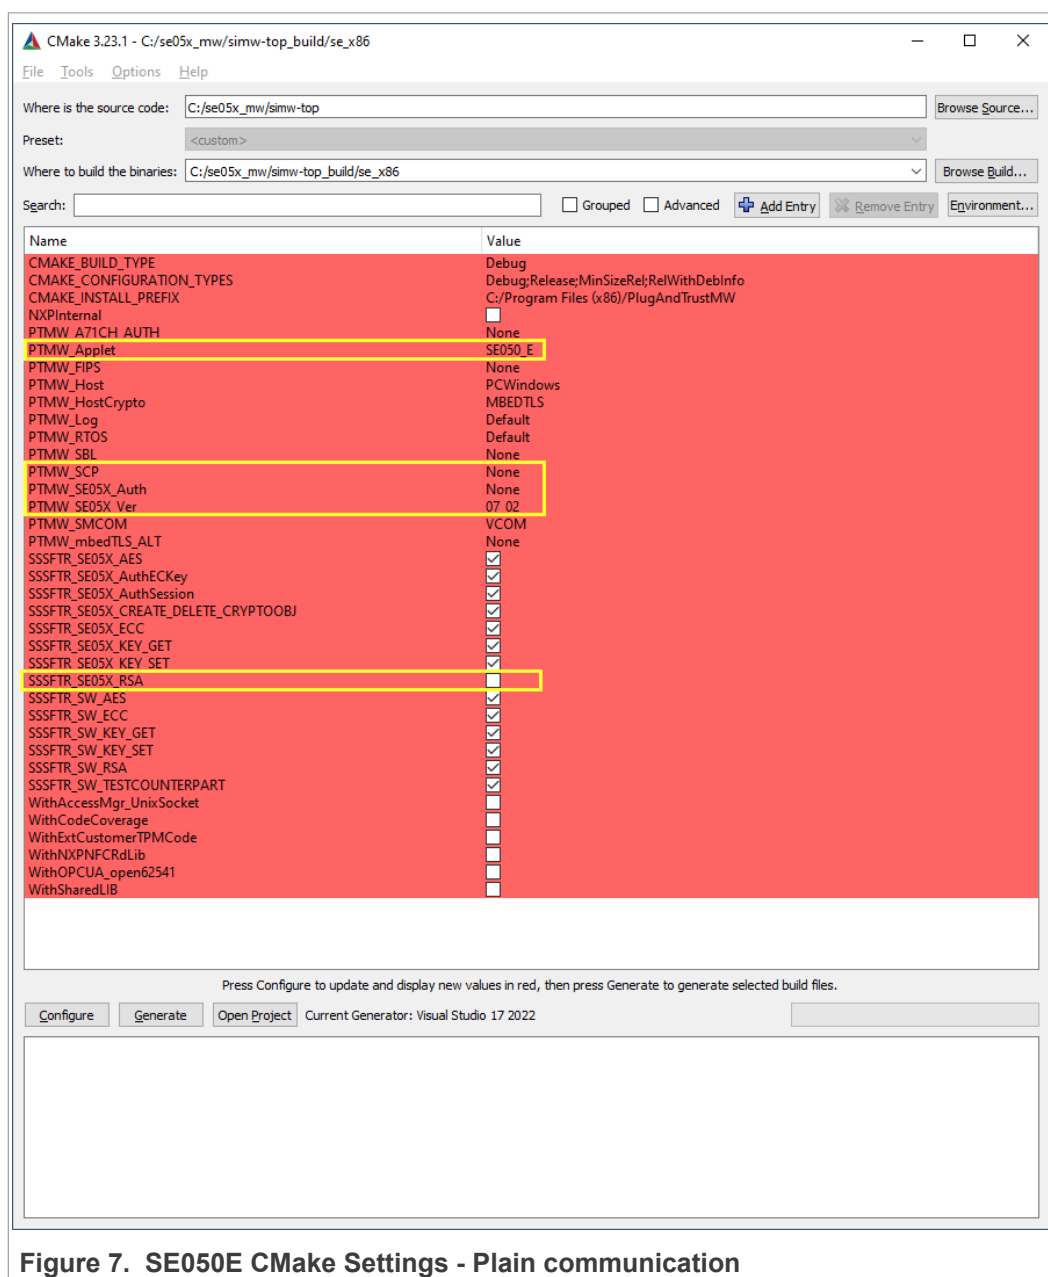 CMake 3.23.1 - C:/se05x_mw/simw-top_build/se_x86
File Tools Options Help
Where is the source code: C:/se05x_mw/simw-top Browse Source...
Preset: <custom>
Where to build the binaries: C:/se05x_mw/simw-top_build/se_x86 Browse Build...
Search: Grouped Advanced Add Entry Remove Entry Environment...
Name Value
CMAKE_BUILD_TYPE Debug
CMAKE_CONFIGURATION_TYPES Debug;Release;MinSizeRel;RelWithDebInfo
CMAKE_INSTALL_PREFIX C:/Program Files (x86)/PlugAndTrustMW
NXPInternal
PTMW_A71CH_AUTH None
PTMW_Applet SE050_E
PTMW_FIPS None
PTMW_Host PCWindows
PTMW_HostCrypto MBEDTLS
PTMW_Log Default
PTMW_RTOS Default
PTMW_SBL None
PTMW_SCP None
PTMW_SE05X_Auth None
PTMW_SE05X_Ver 07_02
PTMW_SMCOM VCOM
PTMW_mbedTLS_ALT None
SSSFTR_SE05X_AES
SSSFTR_SE05X_AuthECKey
SSSFTR_SE05X_AuthSession
SSSFTR_SE05X_CREATE_DELETE_CRYPTOOBJ
SSSFTR_SE05X_ECC
SSSFTR_SE05X_KEY_GET
SSSFTR_SE05X_KEY_SET
SSSFTR_SE05X_RSA
SSSFTR_SW_AES
SSSFTR_SW_ECC
SSSFTR_SW_KEY_GET
SSSFTR_SW_KEY_SET
SSSFTR_SW_RSA
SSSFTR_SW_TESTCOUNTERPART
WithAccessMgr_UnixSocket
WithCodeCoverage
WithExtCustomerTPMCode
WithNXPNFCRdLib
WithOPCUA_open62541
WithSharedLIB
Press Configure to update and display new values in red, then press Generate to generate selected build files.
Configure Generate Open Project Current Generator: Visual Studio 17 2022
Figure 7. SE050E CMake Settings - Plain communication